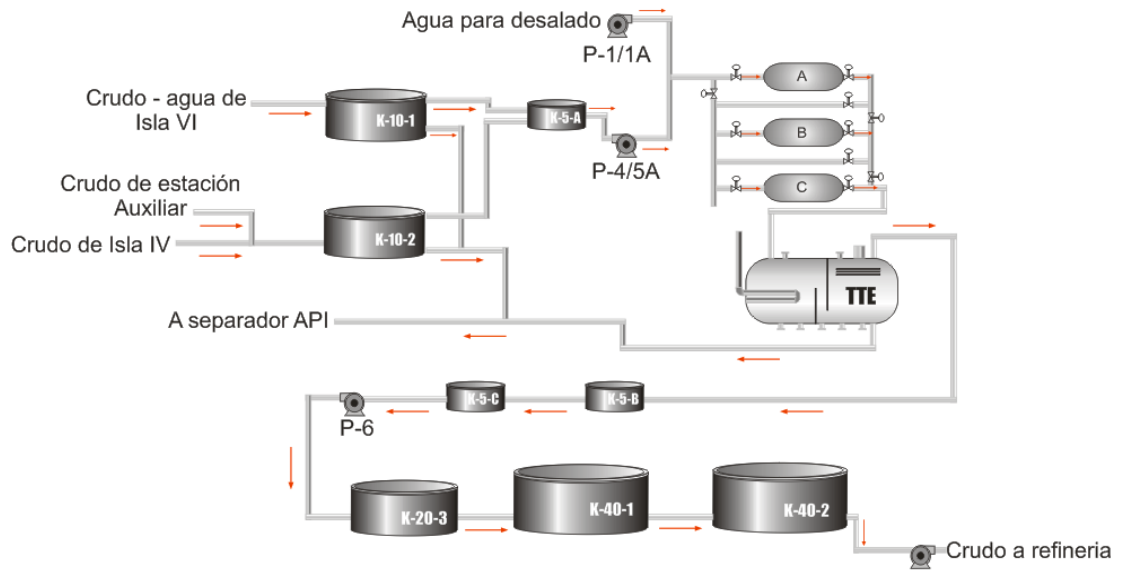 Agua para desalado
P-1/1A
Crudo - agua de
Isla VI
K-10-1
K-5-A
P-4/5A
A
B
C
Crudo de estación
Auxiliar
Crudo de Isla IV
K-10-2
TTE
A separador API
K-5-C
K-5-B
P-6
K-20-3
K-40-1
K-40-2
Crudo a refineria